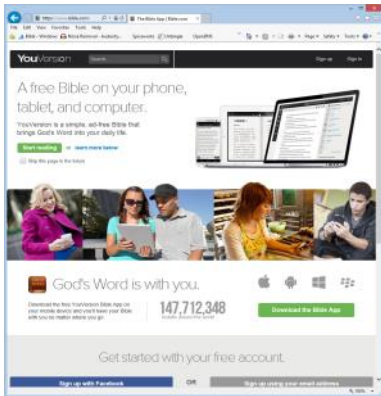 The Bible App | Bible.com
File Edit View Favorites Tools Help
Page Safety Tools
YouVersion
Search
Sign up Sign in
A free Bible on your phone,
tablet, and computer.
YouVersion is a simple, ad-free Bible that
brings God's Word into your daily life.
Start reading or learn more below
Skip this page in the future
God's Word is with you.
Download the free YouVersion Bible App on
your mobile device and you'll have your Bible
with you no matter where you go.
147,712,348
Download the Bible App
Get started with your free account.
Sign up with Facebook OR Sign up using your email address